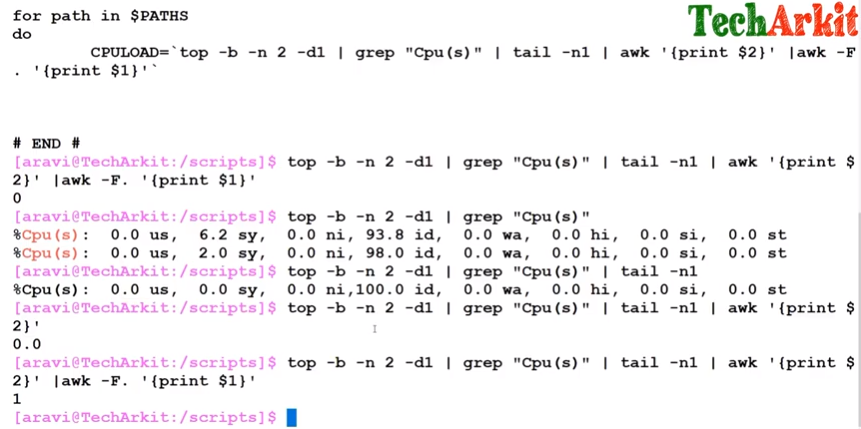 TechArkit
for path in $PATHS
do
CPULOAD=`top -b -n 2 -d1 | grep "Cpu(s)" | tail -n1 | awk '{print $2}' |awk -F
. '{print $1}'`
# END #
[aravi@TechArkit:/scripts]$ top -b -n 2 -d1 | grep "Cpu(s)" | tail -n1 | awk '{print $
2}' |awk -F. '{print $1}'
0
[aravi@TechArkit:/scripts]$ top -b -n 2 -d1 | grep "Cpu(s)"
%Cpu(s):  0.0 us,  6.2 sy,  0.0 ni, 93.8 id,  0.0 wa,  0.0 hi,  0.0 si,  0.0 st
%Cpu(s):  0.0 us,  2.0 sy,  0.0 ni, 98.0 id,  0.0 wa,  0.0 hi,  0.0 si,  0.0 st
[aravi@TechArkit:/scripts]$ top -b -n 2 -d1 | grep "Cpu(s)" | tail -n1
%Cpu(s):  0.0 us,  0.0 sy,  0.0 ni,100.0 id,  0.0 wa,  0.0 hi,  0.0 si,  0.0 st
[aravi@TechArkit:/scripts]$ top -b -n 2 -d1 | grep "Cpu(s)" | tail -n1 | awk '{print $
2}'
0.0
[aravi@TechArkit:/scripts]$ top -b -n 2 -d1 | grep "Cpu(s)" | tail -n1 | awk '{print $
2}' |awk -F. '{print $1}'
1
[aravi@TechArkit:/scripts]$